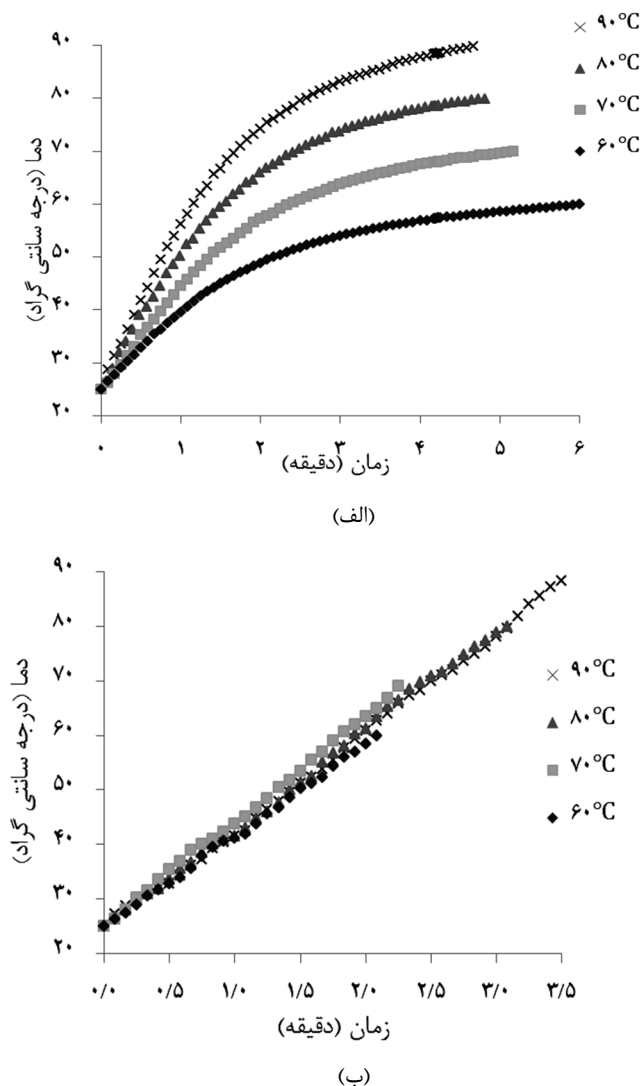 ۹۰°C
۸۰°C
۷۰°C
۶۰°C
دما (درجه سانتی گراد)
۹۰
۸۰
۷۰
۶۰
۵۰
۴۰
۳۰
۲۰
۰ ۱ ۲ ۳ ۴ ۵ ۶
زمان (دقیقه)
(الف)
دما (درجه سانتی گراد)
۹۰
۸۰
۷۰
۶۰
۵۰
۴۰
۳۰
۲۰
۹۰°C
۸۰°C
۷۰°C
۶۰°C
۰/۰ ۰/۵ ۱/۰ ۱/۵ ۲/۰ ۲/۵ ۳/۰ ۳/۵
زمان (دقیقه)
(ب)